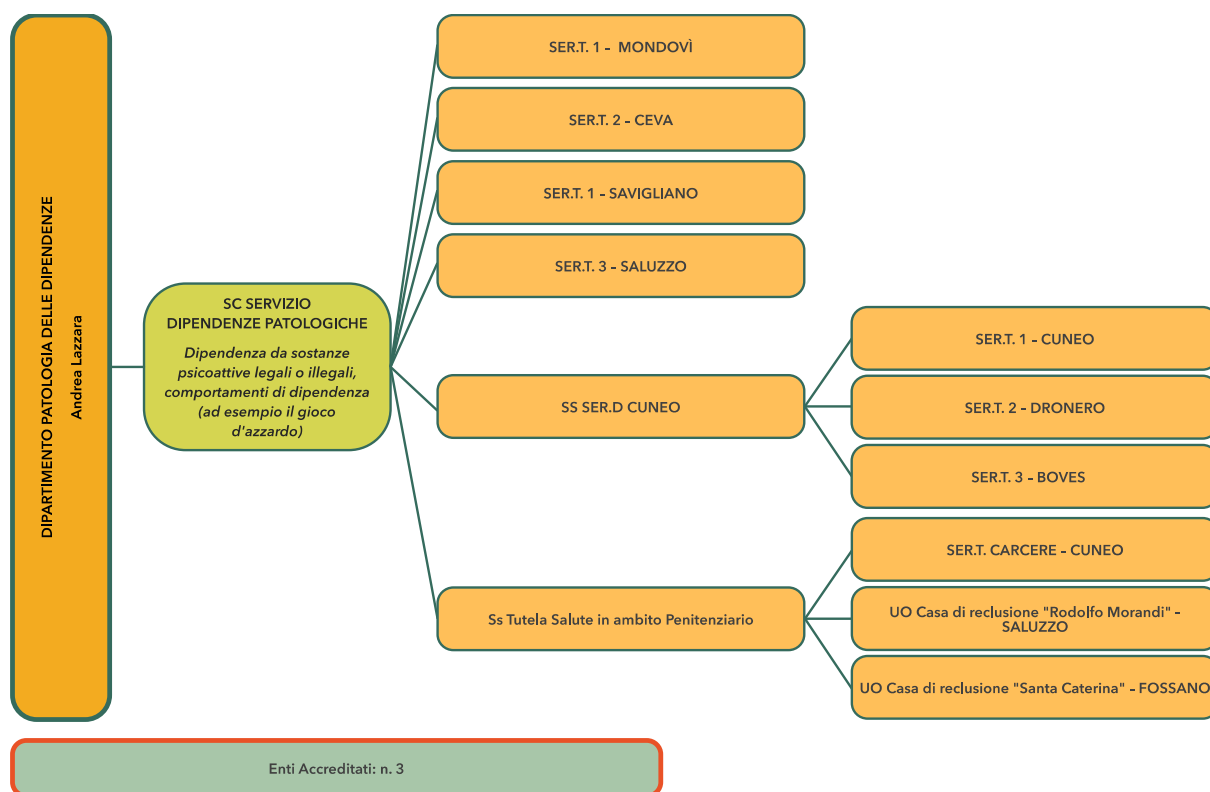 DIPARTIMENTO PATOLOGIA DELLE DIPENDENZE
Andrea Lazzara
SC SERVIZIO
DIPENDENZE PATOLOGICHE
Dipendenza da sostanze
psicoattive legali o illegali,
comportamenti di dipendenza
(ad esempio il gioco
d'azzardo)
SER.T. 1 – MONDOVÌ
SER.T. 2 – CEVA
SER.T. 1 – SAVIGLIANO
SER.T. 3 – SALUZZO
SS SER.D CUNEO
SER.T. 1 – CUNEO
SER.T. 2 – DRONERO
SER.T. 3 – BOVES
Ss Tutela Salute in ambito Penitenziario
SER.T. CARCERE – CUNEO
UO Casa di reclusione "Rodolfo Morandi" –
SALUZZO
UO Casa di reclusione "Santa Caterina" – FOSSANO
Enti Accreditati: n. 3